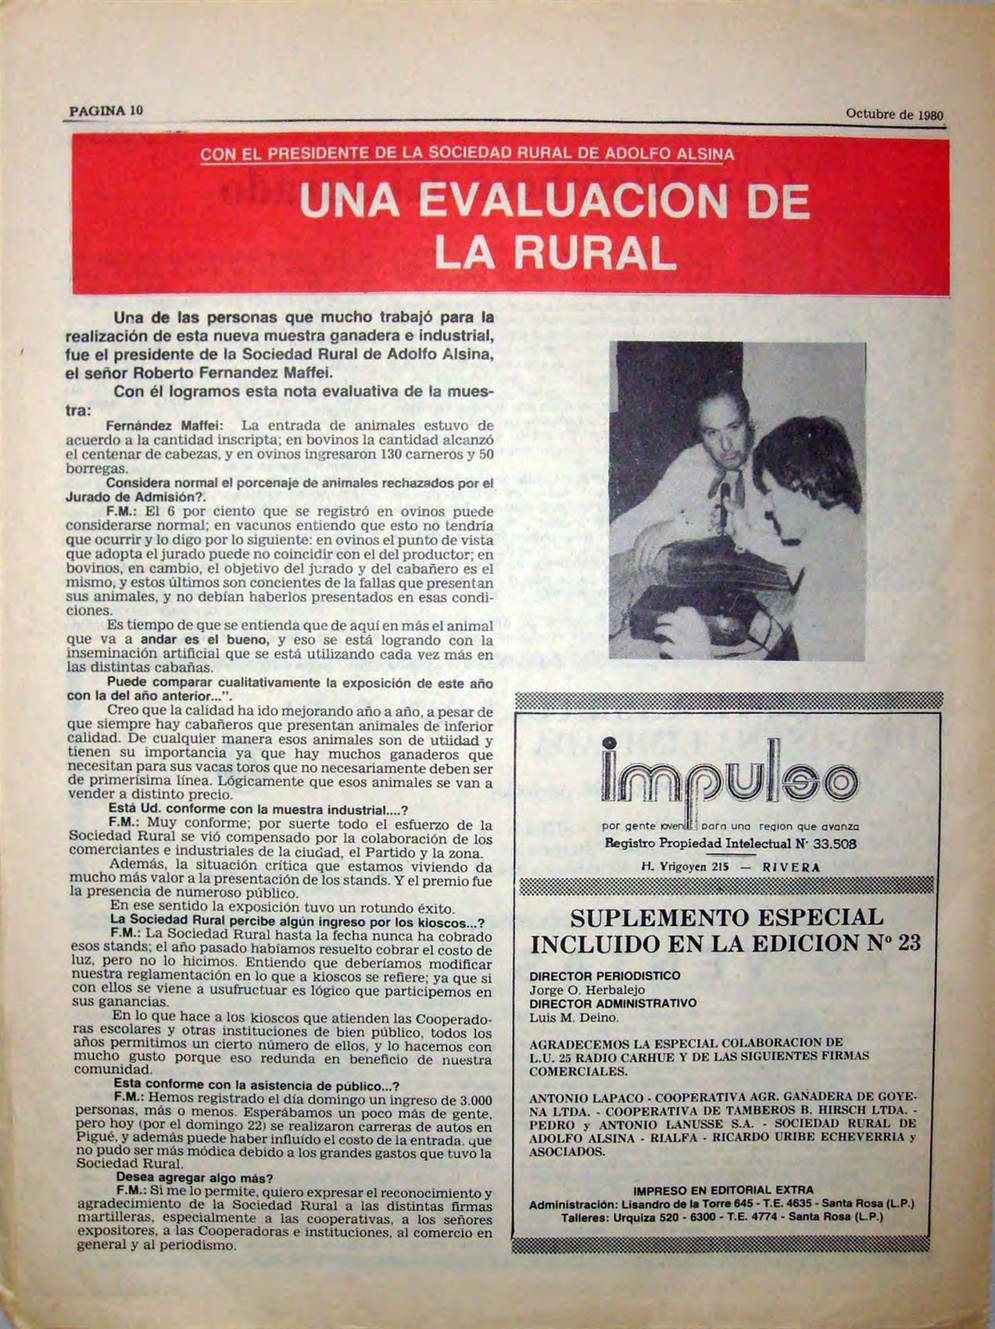 PAGINA 10
Octubre de 1980
CON EL PRESIDENTE DE LA SOCIEDAD RURAL DE ADOLFO ALSINA
UNA EVALUACION DE
LA RURAL
Una de las personas que mucho trabajó para la
realización de esta nueva muestra ganadera e industrial,
fue el presidente de la Sociedad Rural de Adolfo Alsina,
el señor Roberto Fernandez Maffei.
Con él logramos esta nota evaluativa de la mues-
tra:
Fernández Maffei: La entrada de animales estuvo de
acuerdo a la cantidad inscripta; en bovinos la cantidad alcanzó
el centenar de cabezas, y en ovinos ingresaron 130 carneros y 50
borregas.
Considera normal el porcenaje de animales rechazados por el
Jurado de Admisión?.
F.M.: El 6 por ciento que se registró en ovinos puede
considerarse normal; en vacunos entiendo que esto no tendría
que ocurrir y lo digo por lo siguiente: en ovinos el punto de vista
que adopta el jurado puede no coincidir con el del productor; en
bovinos, en cambio, el objetivo del jurado y del cabañero es el
mismo, y estos últimos son concientes de la fallas que presentan
sus animales, y no debían haberlos presentados en esas condi-
ciones.
Es tiempo de que se entienda que de aquí en más el animal
que va a andar es el bueno, y eso se está logrando con la
inseminación artificial que se está utilizando cada vez más en
las distintas cabañas.
Puede comparar cualitativamente la exposición de este año
con la del año anterior...".
Creo que la calidad ha ido mejorando año a año, a pesar de
que siempre hay cabañeros que presentan animales de inferior
calidad. De cualquier manera esos animales son de utiidad y
tienen su importancia ya que hay muchos ganaderos que
necesitan para sus vacas toros que no necesariamente deben ser
de primerísima línea. Lógicamente que esos animales se van a
vender a distinto precio.
Está Ud. conforme con la muestra industrial....?
F.M.: Muy conforme; por suerte todo el esfuerzo de la
Sociedad Rural se vió compensado por la colaboración de los
comerciantes e industriales de la ciudad, el Partido y la zona.
Además, la situación crítica que estamos viviendo da
mucho más valor a la presentación de los stands. Y el premio fue
la presencia de numeroso público.
En ese sentido la exposición tuvo un rotundo éxito.
La Sociedad Rural percibe algún ingreso por los kioscos...?
F.M.: La Sociedad Rural hasta la fecha nunca ha cobrado
esos stands; el año pasado habíamos resuelto cobrar el costo de
luz, pero no lo hicimos. Entiendo que deberíamos modificar
nuestra reglamentación en lo que a kioscos se refiere; ya que si
con ellos se viene a usufructuar es lógico que participemos en
sus ganancias.
En lo que hace a los kioscos que atienden las Cooperado-
ras escolares y otras instituciones de bien público, todos los
años permitimos un cierto número de ellos, y lo hacemos con
mucho gusto porque eso redunda en beneficio de nuestra
comunidad.
Esta conforme con la asistencia de público...?
F.M.: Hemos registrado el día domingo un ingreso de 3.000
personas, más o menos. Esperábamos un poco más de gente,
pero hoy (por el domingo 22) se realizaron carreras de autos en
Pigué, y además puede haber influído el costo de la entrada, que
no pudo ser más módica debido a los grandes gastos que tuvo la
Sociedad Rural.
Desea agregar algo más?
F.M.: Si me lo permite, quiero expresar el reconocimiento y
agradecimiento de la Sociedad Rural a las distintas firmas
martilleras, especialmente a las cooperativas, a los señores
expositores, a las Cooperadoras e instituciones, al comercio en
general y al periodismo.
impulso
por gente joven para una region que avanza
Registro Propiedad Intelectual N° 33.508
H. Yrigoyen 215 — RIVERA
SUPLEMENTO ESPECIAL
INCLUIDO EN LA EDICION Nº 23
DIRECTOR PERIODISTICO
Jorge O. Herbalejo
DIRECTOR ADMINISTRATIVO
Luis M. Deino.
AGRADECEMOS LA ESPECIAL COLABORACION DE
L.U. 25 RADIO CARHUE Y DE LAS SIGUIENTES FIRMAS
COMERCIALES.
ANTONIO LAPACO - COOPERATIVA AGR. GANADERA DE GOYE-
NA LTDA. - COOPERATIVA DE TAMBEROS B. HIRSCH LTDA. -
PEDRO y ANTONIO LANUSSE S.A. - SOCIEDAD RURAL DE
ADOLFO ALSINA - RIALFA - RICARDO URIBE ECHEVERRIA y
ASOCIADOS.
IMPRESO EN EDITORIAL EXTRA
Administración: Lisandro de la Torre 645 - T.E. 4635 - Santa Rosa (L.P.)
Talleres: Urquiza 520 - 6300 - T.E. 4774 - Santa Rosa (L.P.)